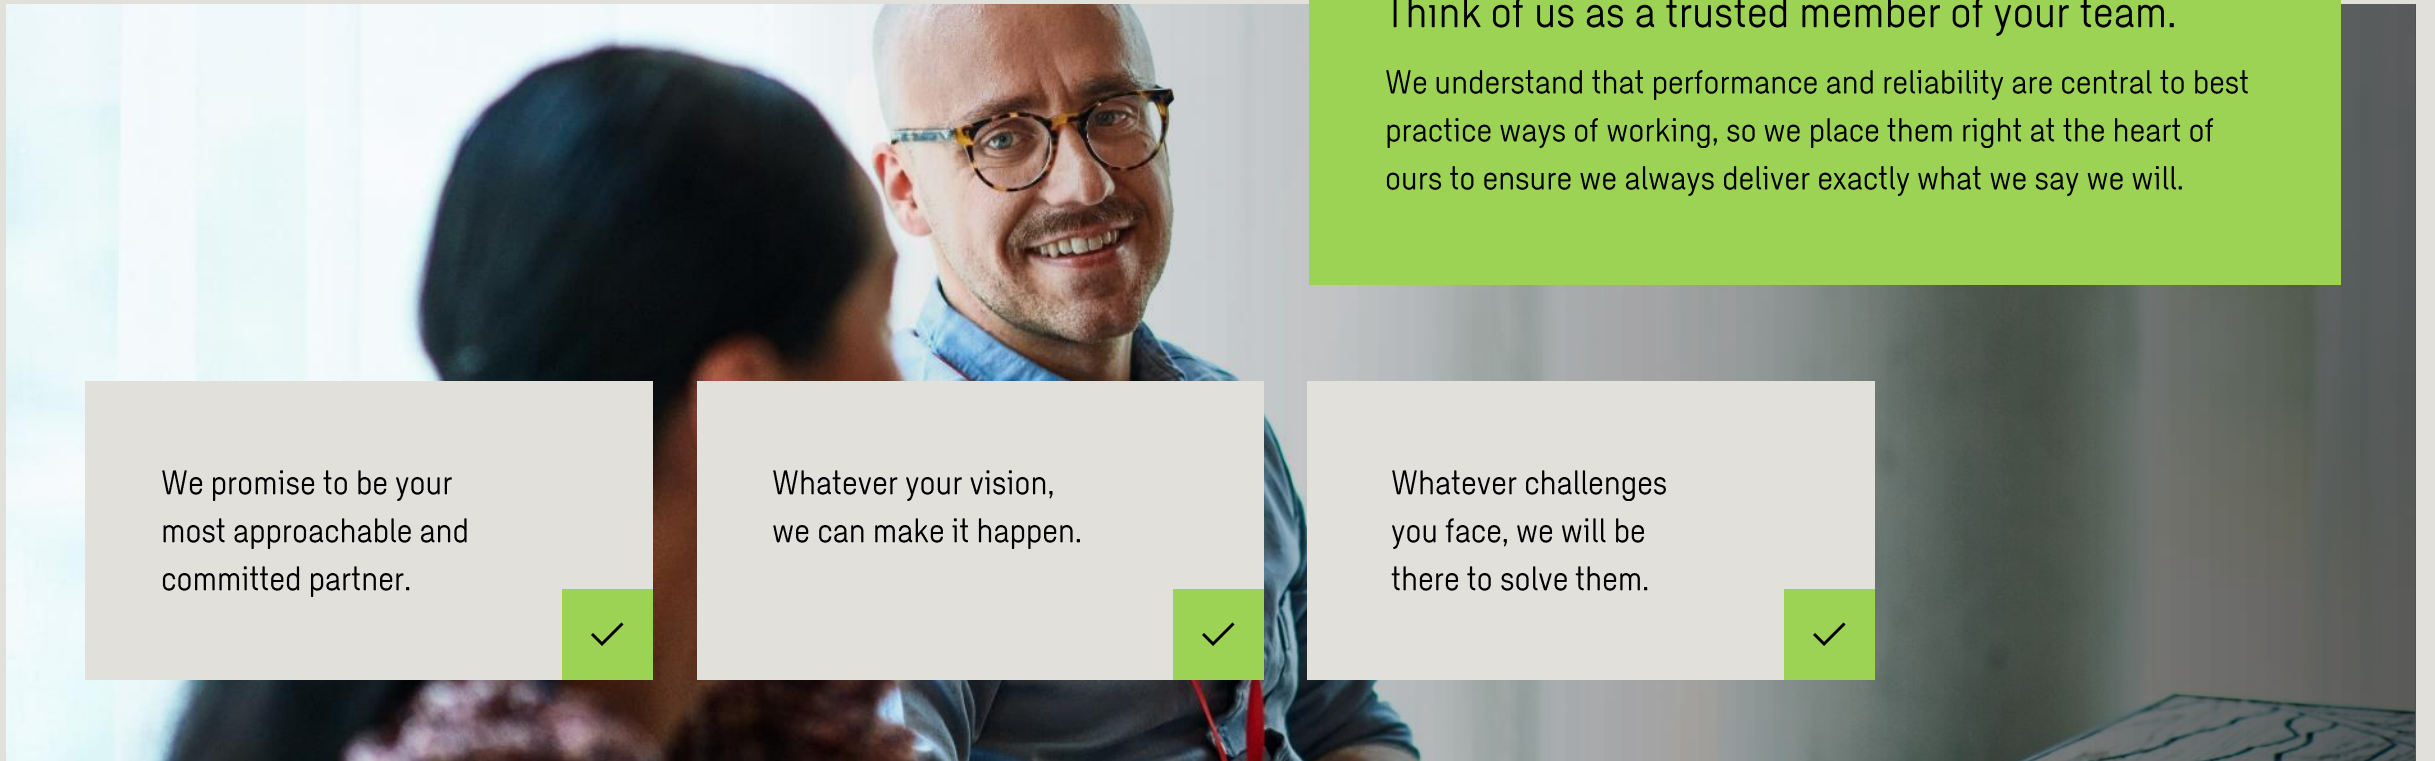 Think of us as a trusted member of your team.
We understand that performance and reliability are central to best
practice ways of working, so we place them right at the heart of
ours to ensure we always deliver exactly what we say we will.
We promise to be your
most approachable and
committed partner.
Whatever your vision,
we can make it happen.
Whatever challenges
you face, we will be
there to solve them.